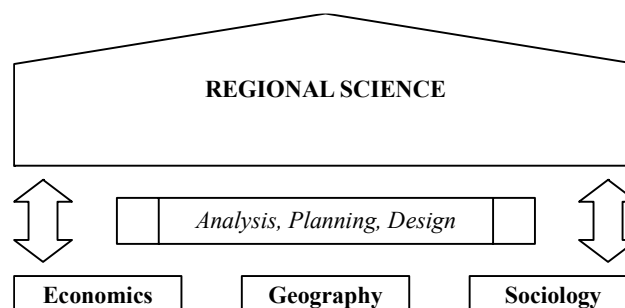 REGIONAL SCIENCE
Analysis, Planning, Design
Economics Geography Sociology